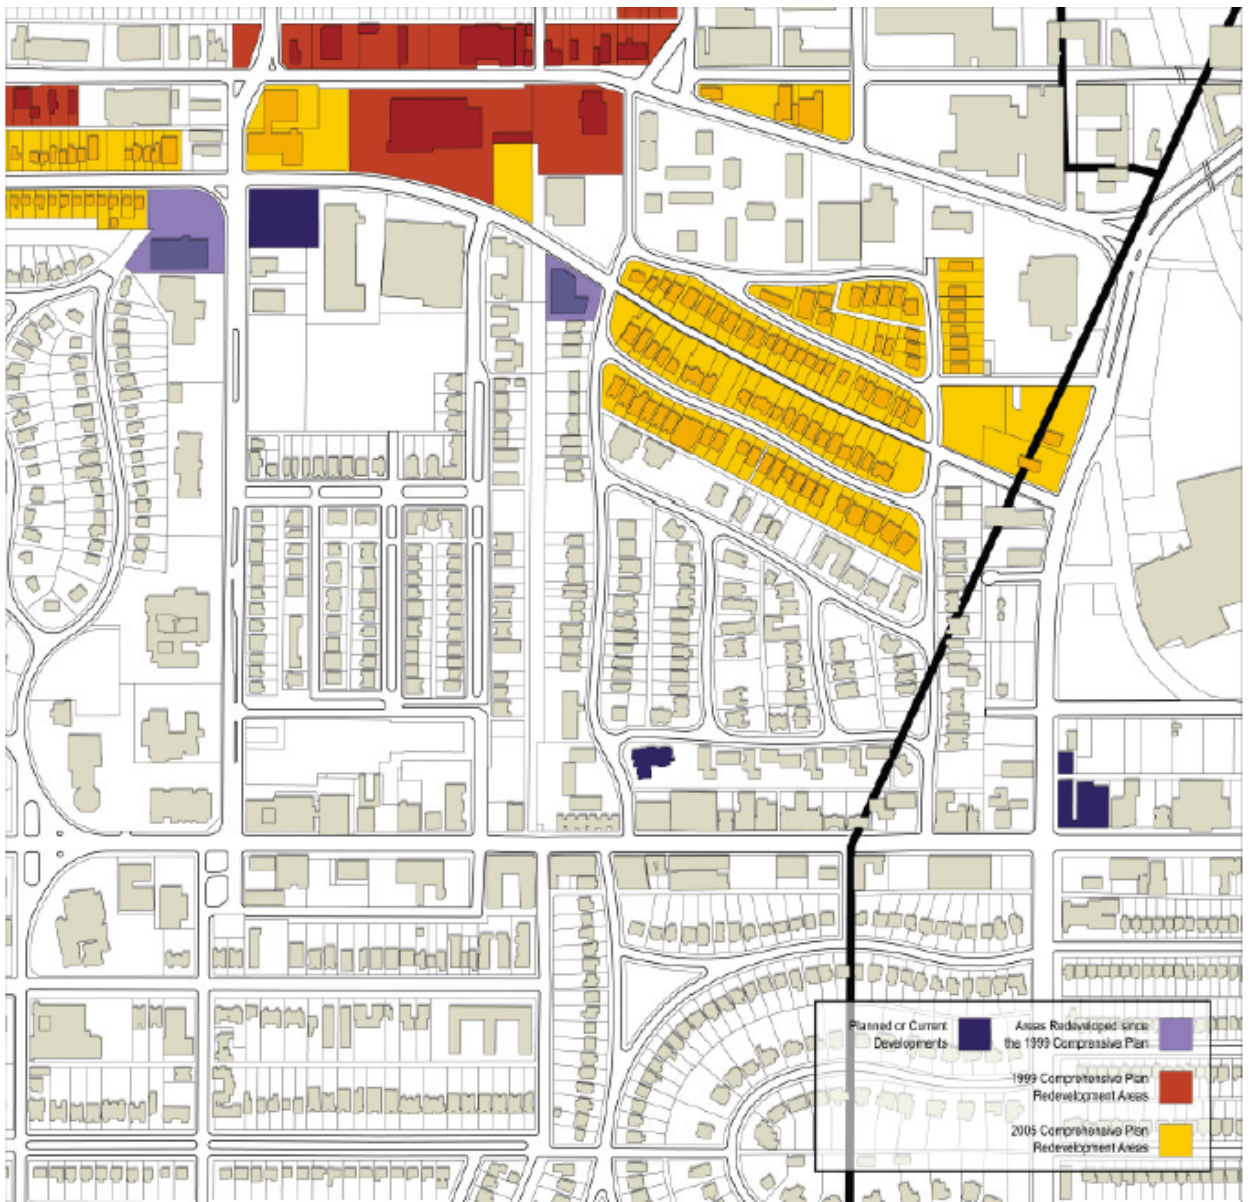 Planned or Current
Developments
Areas Redeveloped since
the 1999 Comprensive Plan
1999 Comprehensive Plan
Redevelopment Areas
2005 Comprehensive Plan
Redevelopment Areas